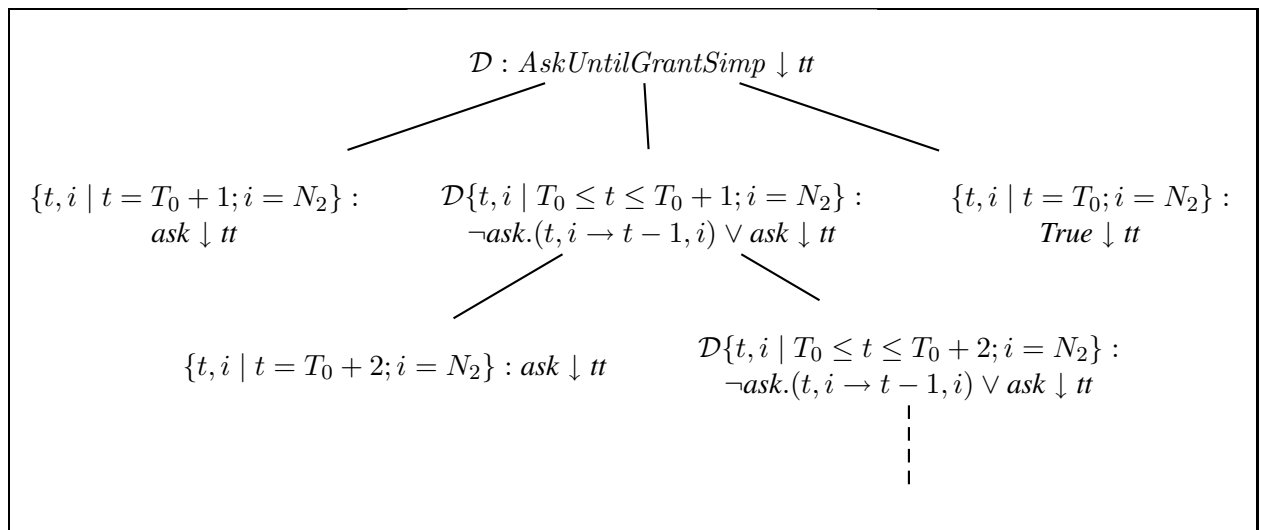 𝒟 : AskUntilGrantSimp ↓ tt
{t, i | t = T₀ + 1; i = N₂} :
ask ↓ tt
𝒟{t, i | T₀ ≤ t ≤ T₀ + 1; i = N₂} :
¬ask.(t, i → t − 1, i) ∨ ask ↓ tt
{t, i | t = T₀; i = N₂} :
True ↓ tt
{t, i | t = T₀ + 2; i = N₂} : ask ↓ tt
𝒟{t, i | T₀ ≤ t ≤ T₀ + 2; i = N₂} :
¬ask.(t, i → t − 1, i) ∨ ask ↓ tt